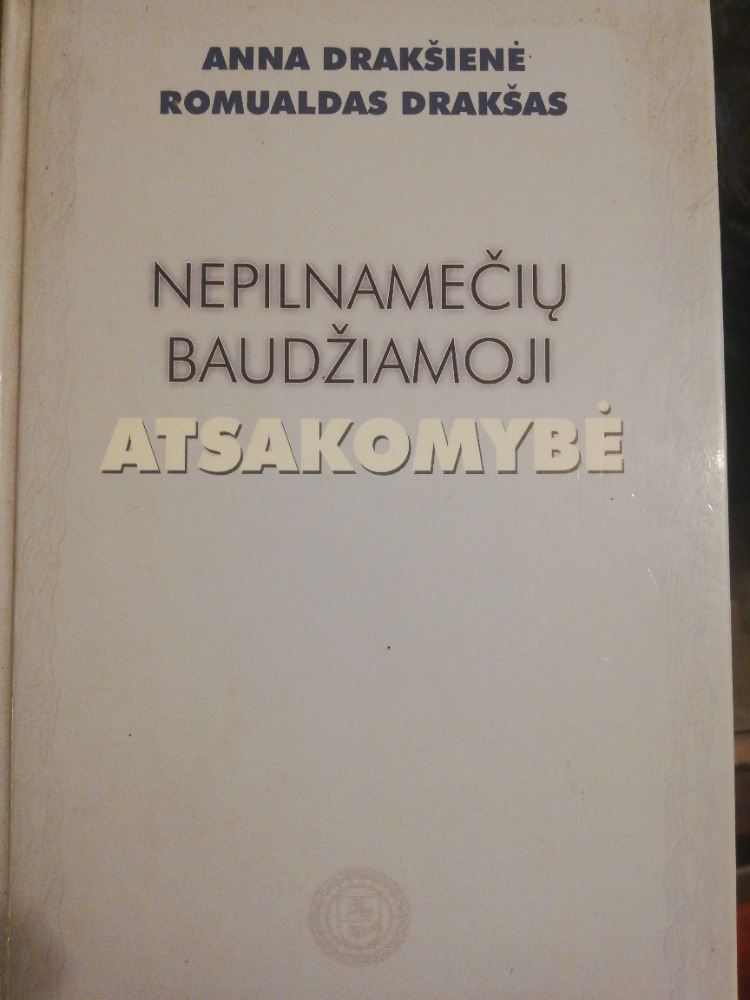 ANNA DRAKŠIENĖ
ROMUALDAS DRAKŠAS
NEPILNAMEČIŲ
BAUDŽIAMOJI
ATSAKOMYBĖ